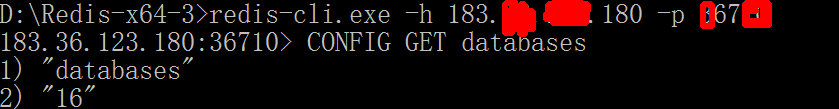 D:\Redis-x64-3>redis-cli.exe -h 183. .180 -p 67
183.36.123.180:36710> CONFIG GET databases
1) "databases"
2) "16"